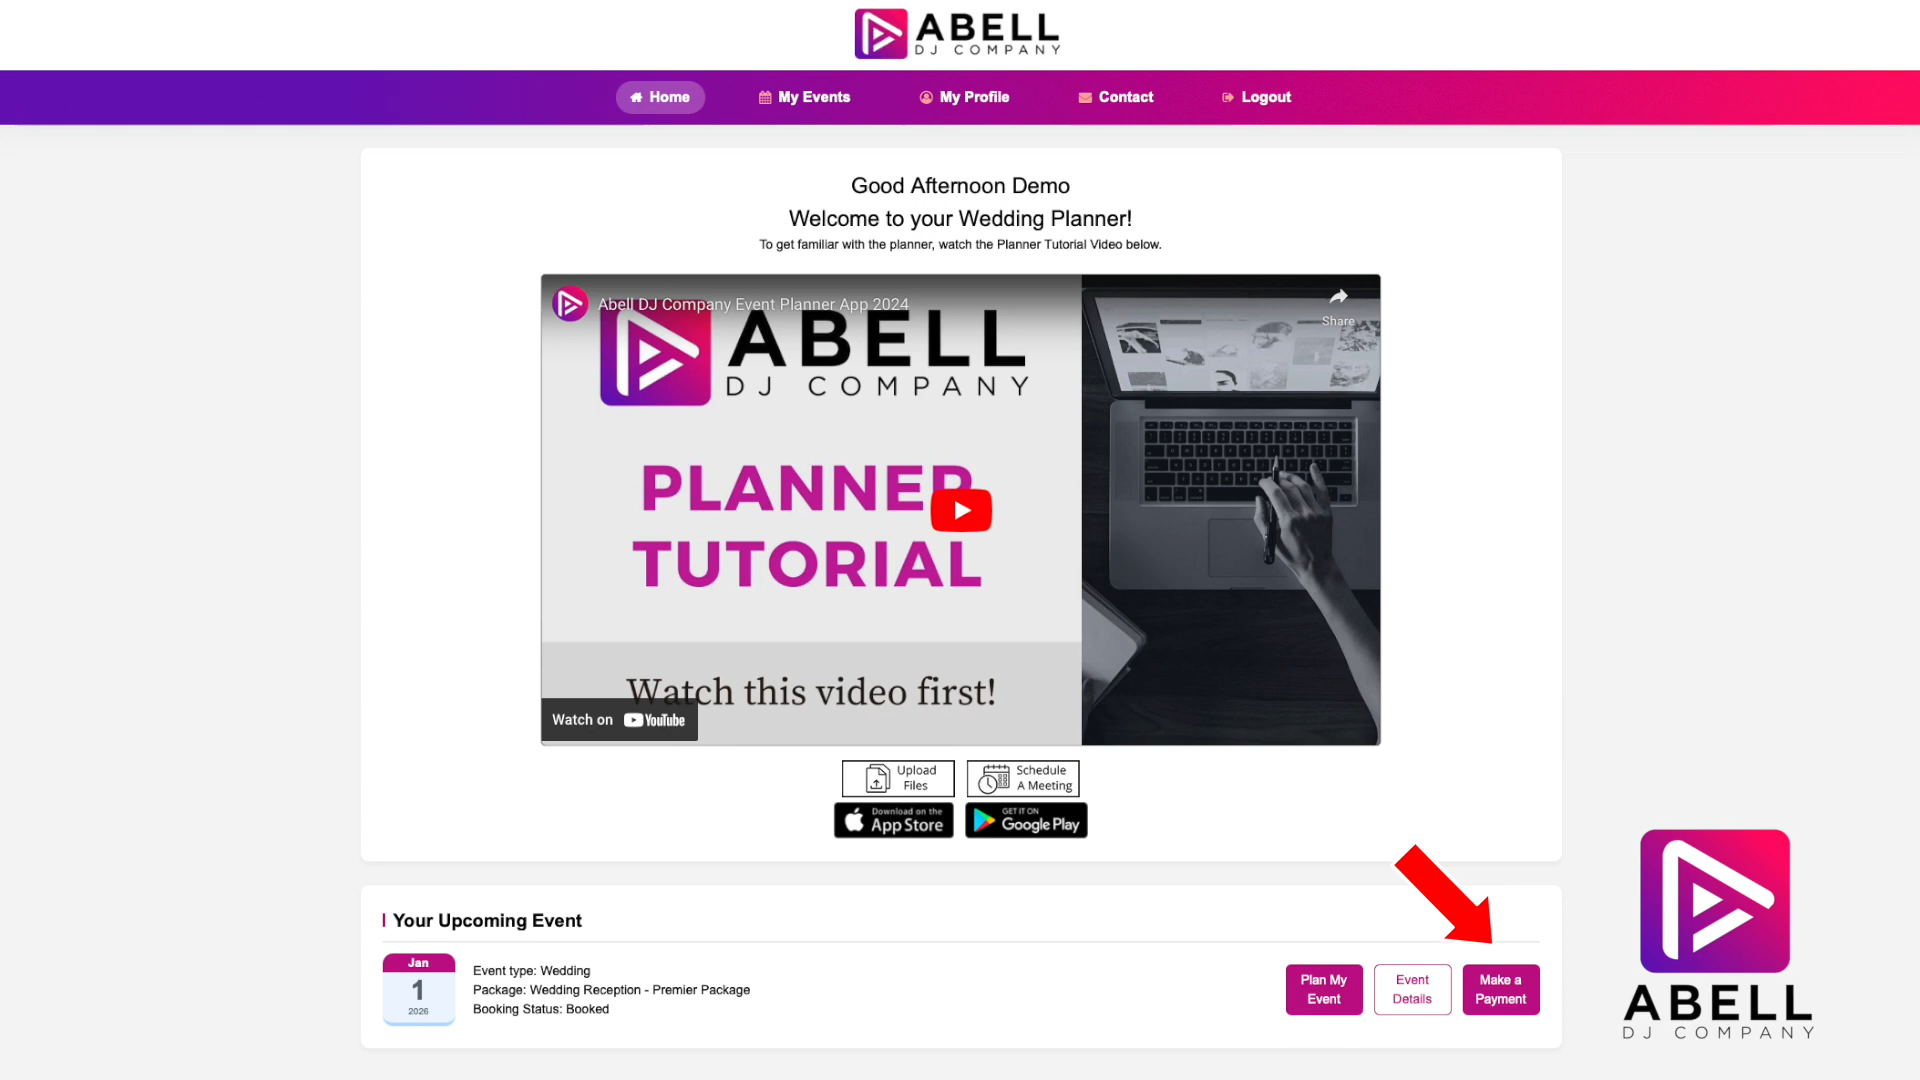 ABELL
DJ COMPANY
Home
My Events
My Profile
Contact
Logout
Good Afternoon Demo
Welcome to your Wedding Planner!
To get familiar with the planner, watch the Planner Tutorial Video below.
Abell DJ Company Event Planner App 2024
Share
ABELL
DJ COMPANY
PLANNER
TUTORIAL
Watch this video first!
Watch on YouTube
Upload
Files
Schedule
A Meeting
Download on the
App Store
GET IT ON
Google Play
Your Upcoming Event
Jan
1
2026
Event type: Wedding
Package: Wedding Reception - Premier Package
Booking Status: Booked
Plan My
Event
Event
Details
Make a
Payment
ABELL
DJ COMPANY